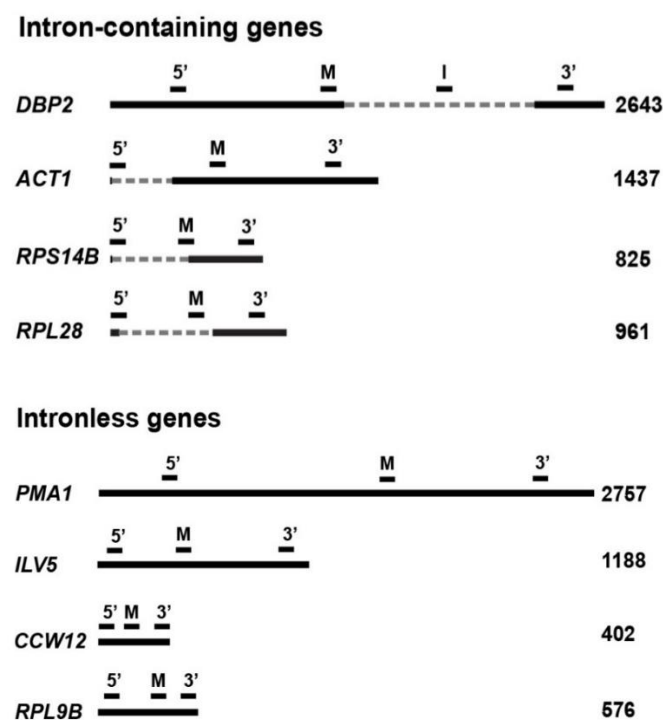 Intron-containing genes
5’ M I 3’
DBP2 2643
5’ M 3’
ACT1 1437
5’ M 3’
RPS14B 825
5’ M 3’
RPL28 961
Intronless genes
5’ M 3’
PMA1 2757
5’ M 3’
ILV5 1188
5’ M 3’
CCW12 402
5’ M 3’
RPL9B 576